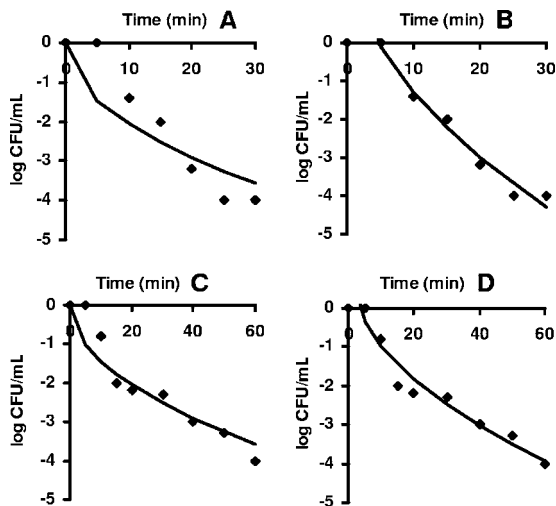 Time (min) A
0
0 10 20 30
-1
-2
-3
-4
-5
log CFU/mL
Time (min) B
0
0 10 20 30
-1
-2
-3
-4
-5
log CFU/mL
Time (min) C
0
0 20 40 60
-1
-2
-3
-4
-5
log CFU/mL
Time (min) D
0
0 20 40 60
-1
-2
-3
-4
-5
log CFU/mL